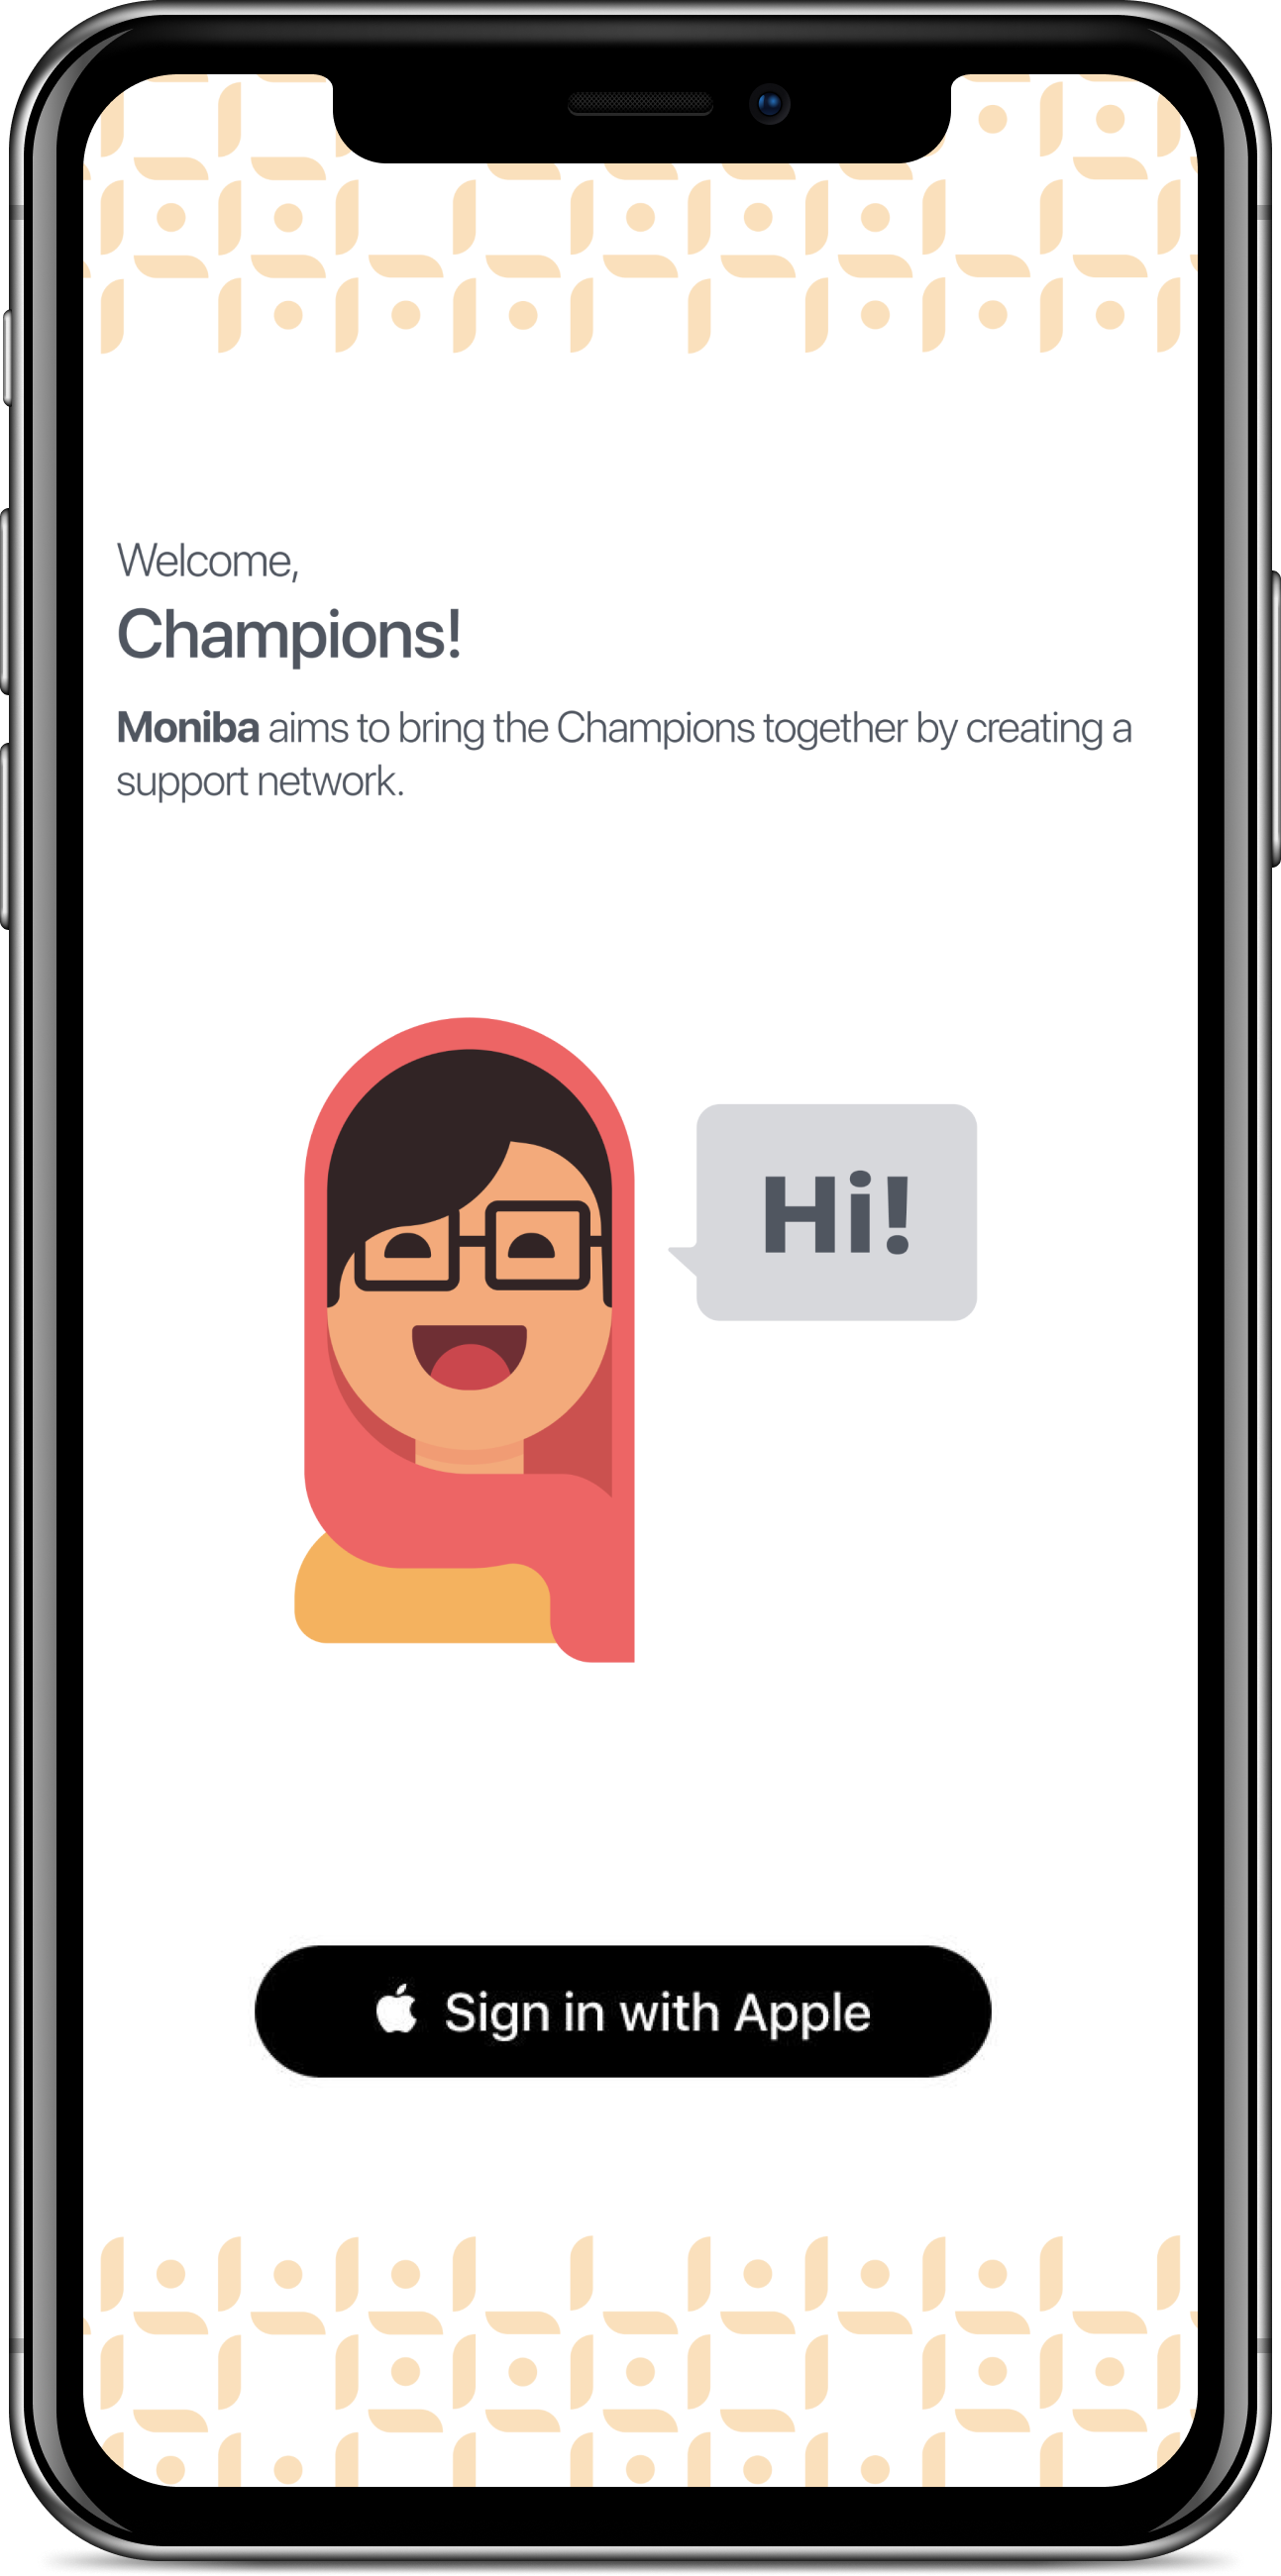 Welcome,
Champions!
Moniba aims to bring the Champions together by creating a
support network.
Hi!
Sign in with Apple